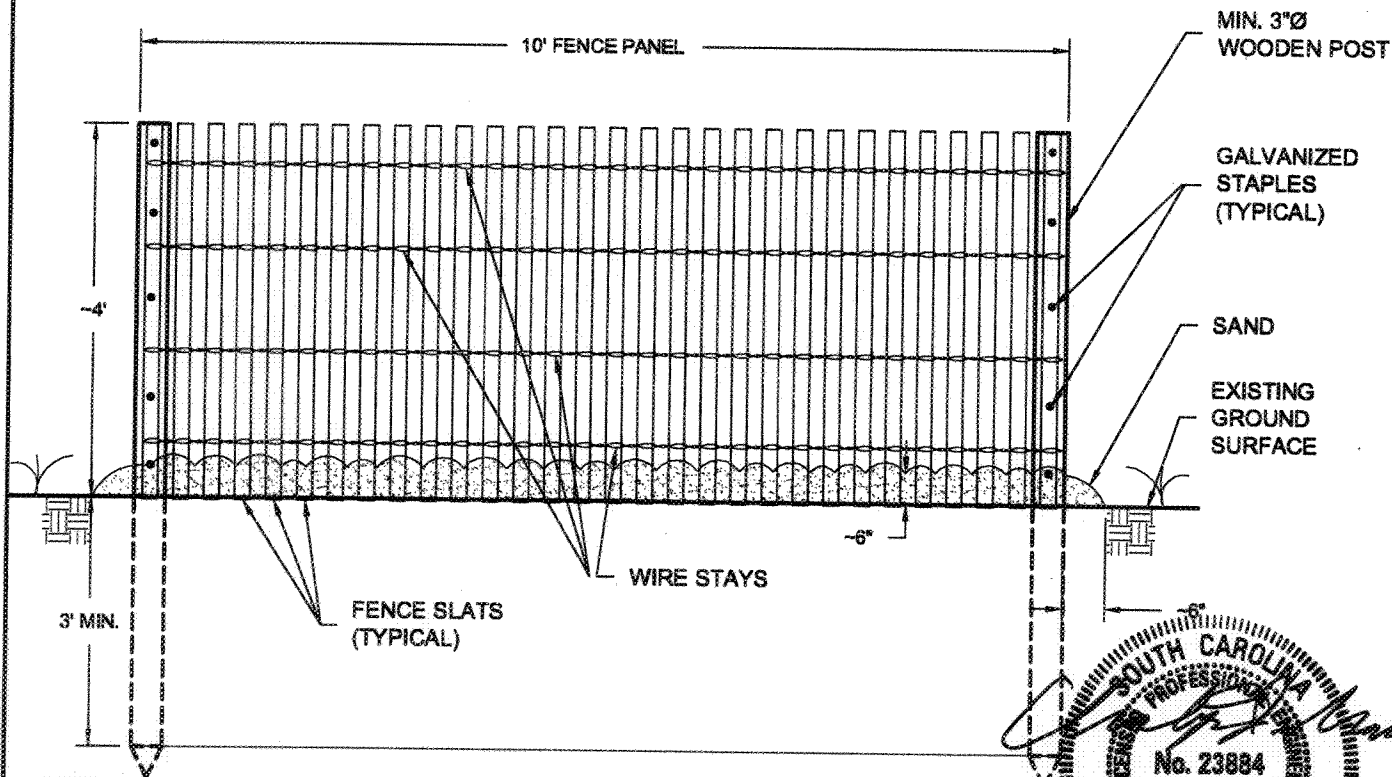 10' FENCE PANEL
MIN. 3"Ø
WOODEN POST
GALVANIZED
STAPLES
(TYPICAL)
~4'
SAND
EXISTING
GROUND
SURFACE
~6"
WIRE STAYS
~6"
FENCE SLATS
(TYPICAL)
3' MIN.
SOUTH CAROLINA
PROFESSIONAL
No. 23884